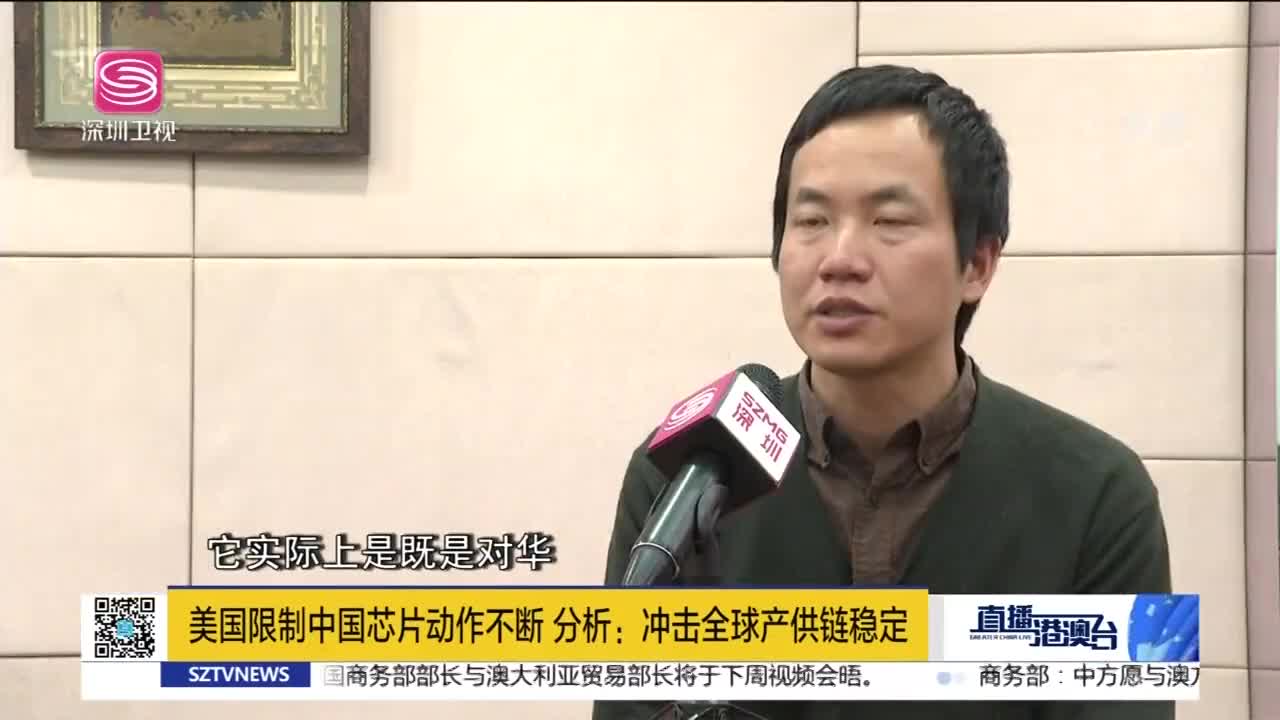 深圳卫视
SZMG
深圳
它实际上是既是对华
美国限制中国芯片动作不断 分析：冲击全球产供链稳定
直播港澳台
GREATER CHINA LIVE
SZTVNEWS
国商务部部长与澳大利亚贸易部长将于下周视频会晤。
商务部：中方愿与澳方